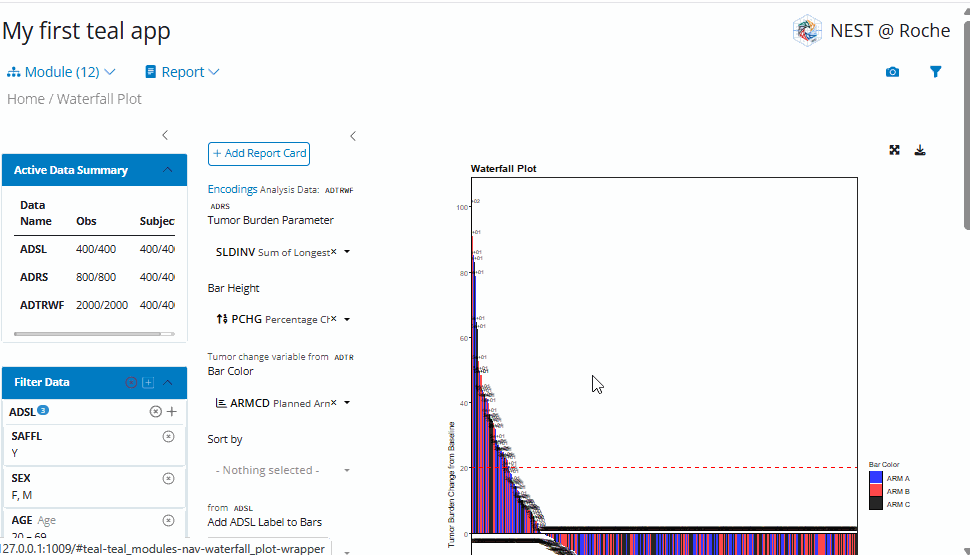 My first teal app
NEST @ Roche
Module (12)
Report
Home / Waterfall Plot
Active Data Summary
Data Name Obs Subjec
ADSL 400/400 400/40
ADRS 800/800 400/40
ADTRWF 2000/2000 400/40
Filter Data
ADSL 3
SAFFL
Y
SEX
F, M
AGE Age
20 – 69
127.0.0.1:1009/#teal-teal_modules-nav-waterfall_plot-wrapper
+ Add Report Card
Encodings Analysis Data: ADTRWF
ADRS
Tumor Burden Parameter
SLDINV Sum of Longest
Bar Height
PCHG Percentage Ch
Tumor change variable from ADTR
Bar Color
ARMCD Planned Arm
Sort by
- Nothing selected -
from ADSL
Add ADSL Label to Bars
Waterfall Plot
Tumor Burden Change from Baseline
100
80
60
40
20
0
Bar Color
ARM A
ARM B
ARM C